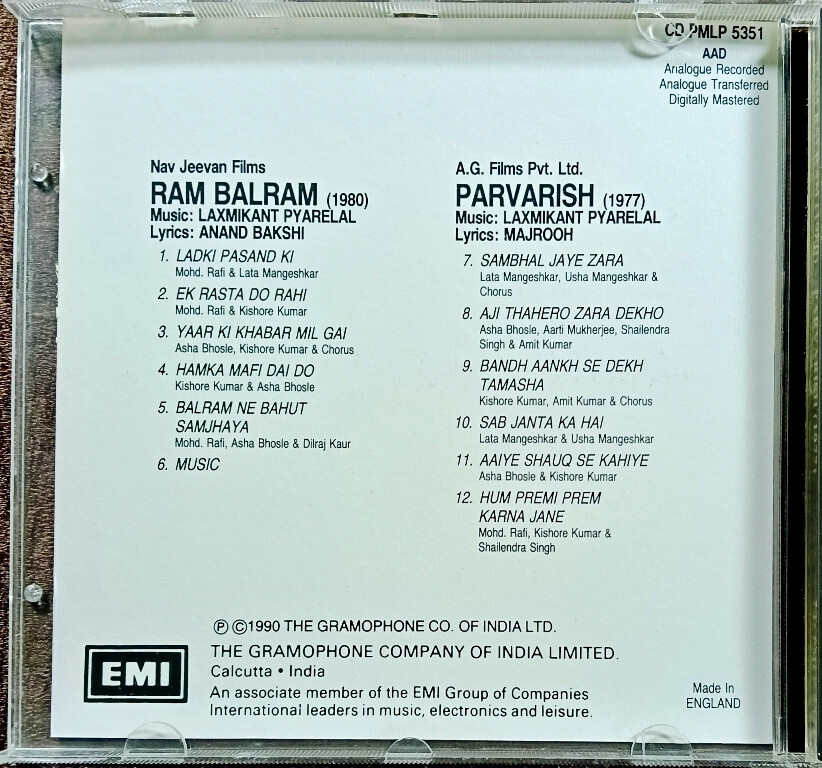 CD PMLP 5351
AAD
Analogue Recorded
Analogue Transferred
Digitally Mastered
Nav Jeevan Films
RAM BALRAM (1980)
Music: LAXMIKANT PYARELAL
Lyrics: ANAND BAKSHI
1. LADKI PASAND KI
Mohd. Rafi & Lata Mangeshkar
2. EK RASTA DO RAHI
Mohd. Rafi & Kishore Kumar
3. YAAR KI KHABAR MIL GAI
Asha Bhosle, Kishore Kumar & Chorus
4. HAMKA MAFI DAI DO
Kishore Kumar & Asha Bhosle
5. BALRAM NE BAHUT
SAMJHAYA
Mohd. Rafi, Asha Bhosle & Dilraj Kaur
6. MUSIC
A.G. Films Pvt. Ltd.
PARVARISH (1977)
Music: LAXMIKANT PYARELAL
Lyrics: MAJROOH
7. SAMBHAL JAYE ZARA
Lata Mangeshkar, Usha Mangeshkar &
Chorus
8. AJI THAHERO ZARA DEKHO
Asha Bhosle, Aarti Mukherjee, Shailendra
Singh & Amit Kumar
9. BANDH AANKH SE DEKH
TAMASHA
Kishore Kumar, Amit Kumar & Chorus
10. SAB JANTA KA HAI
Lata Mangeshkar & Usha Mangeshkar
11. AAIYE SHAUQ SE KAHIYE
Asha Bhosle & Kishore Kumar
12. HUM PREMI PREM
KARNA JANE
Mohd. Rafi, Kishore Kumar &
Shailendra Singh
℗ ©1990 THE GRAMOPHONE CO. OF INDIA LTD.
EMI
THE GRAMOPHONE COMPANY OF INDIA LIMITED.
Calcutta • India
An associate member of the EMI Group of Companies
International leaders in music, electronics and leisure.
Made In
ENGLAND